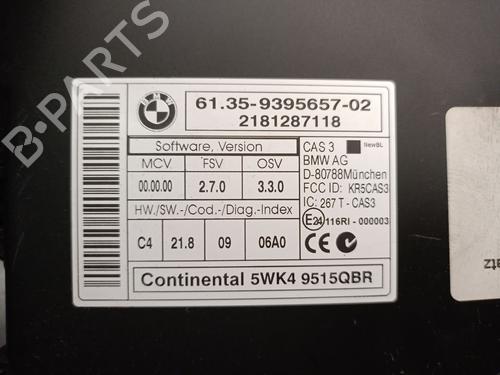 B-PARTS
BMW
61.35-9395657-02
2181287118
Software, Version
MCV FSV OSV
00.00.00 2.7.0 3.3.0
HW./SW.-/Cod.-/Diag.-Index
C4 21.8 09 06A0
CAS 3 NewBL
BMW AG
D-80788München
FCC ID: KR5CAS3
IC: 267 T - CAS3
E24 116RI - 000003
CE
Continental 5WK4 9515QBR
tz